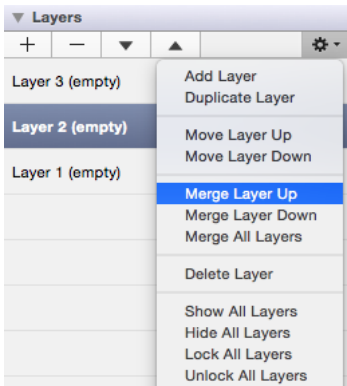 Layers
Layer 3 (empty)
Layer 2 (empty)
Layer 1 (empty)
Add Layer
Duplicate Layer
Move Layer Up
Move Layer Down
Merge Layer Up
Merge Layer Down
Merge All Layers
Delete Layer
Show All Layers
Hide All Layers
Lock All Layers
Unlock All Layers